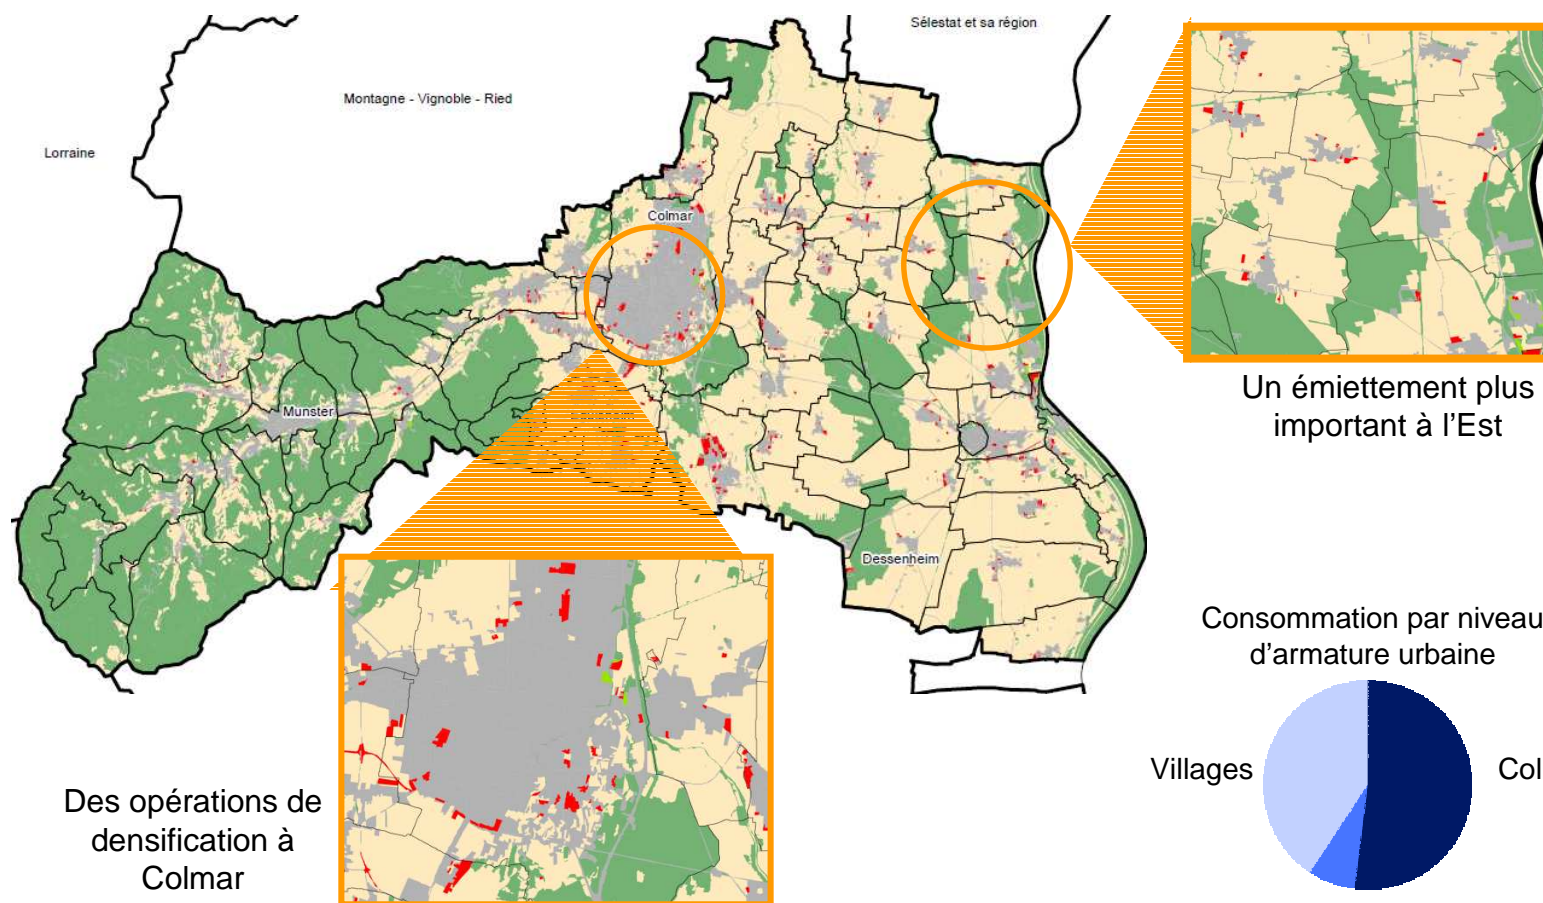 Sélestat et sa région
Montagne - Vignoble - Ried
Lorraine
Colmar
Munster
Dessenheim
Un émiettement plus
important à l’Est
Consommation par niveau
d’armature urbaine
Villages
Col
Des opérations de
densification à
Colmar